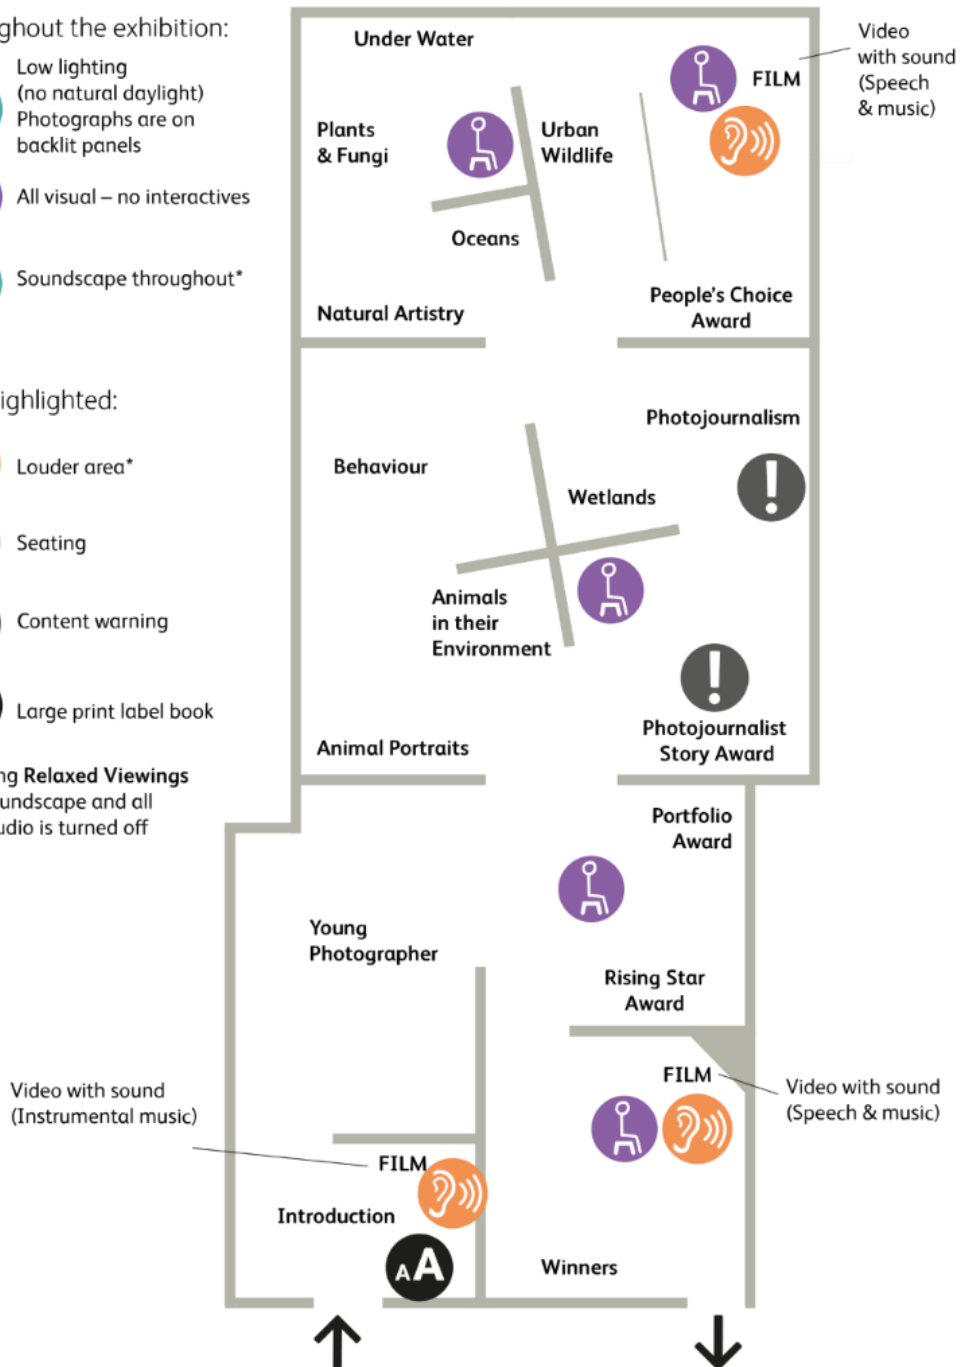 ghout the exhibition:
Low lighting
(no natural daylight)
Photographs are on
backlit panels
All visual – no interactives
Soundscape throughout*
ighlighted:
Louder area*
Seating
Content warning
Large print label book
ng Relaxed Viewings
undscape and all
udio is turned off
Under Water
FILM
Video
with sound
(Speech
& music)
Plants
& Fungi
Urban
Wildlife
Oceans
Natural Artistry
People's Choice
Award
Photojournalism
Behaviour
Wetlands
Animals
in their
Environment
Photojournalist
Story Award
Animal Portraits
Portfolio
Award
Young
Photographer
Rising Star
Award
FILM
Video with sound
(Speech & music)
Video with sound
(Instrumental music)
FILM
Introduction
AA
Winners